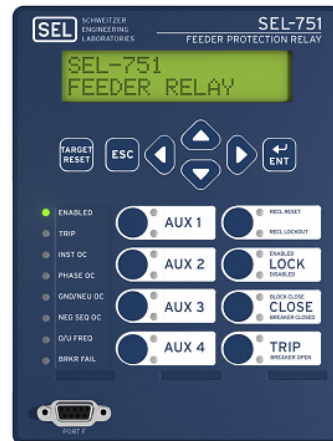 SEL SCHWEITZER
ENGINEERING
LABORATORIES
SEL-751
FEEDER PROTECTION RELAY
SEL-751
FEEDER RELAY
TARGET
RESET
ESC
ENT
ENABLED
TRIP
INST OC
PHASE OC
GND/NEU OC
NEG SEQ OC
O/U FREQ
BRKR FAIL
AUX 1
AUX 2
AUX 3
AUX 4
RECL RESET
RECL LOCKOUT
ENABLED
LOCK
DISABLED
BLOCK CLOSE
CLOSE
BREAKER CLOSED
TRIP
BREAKER OPEN
PORT F